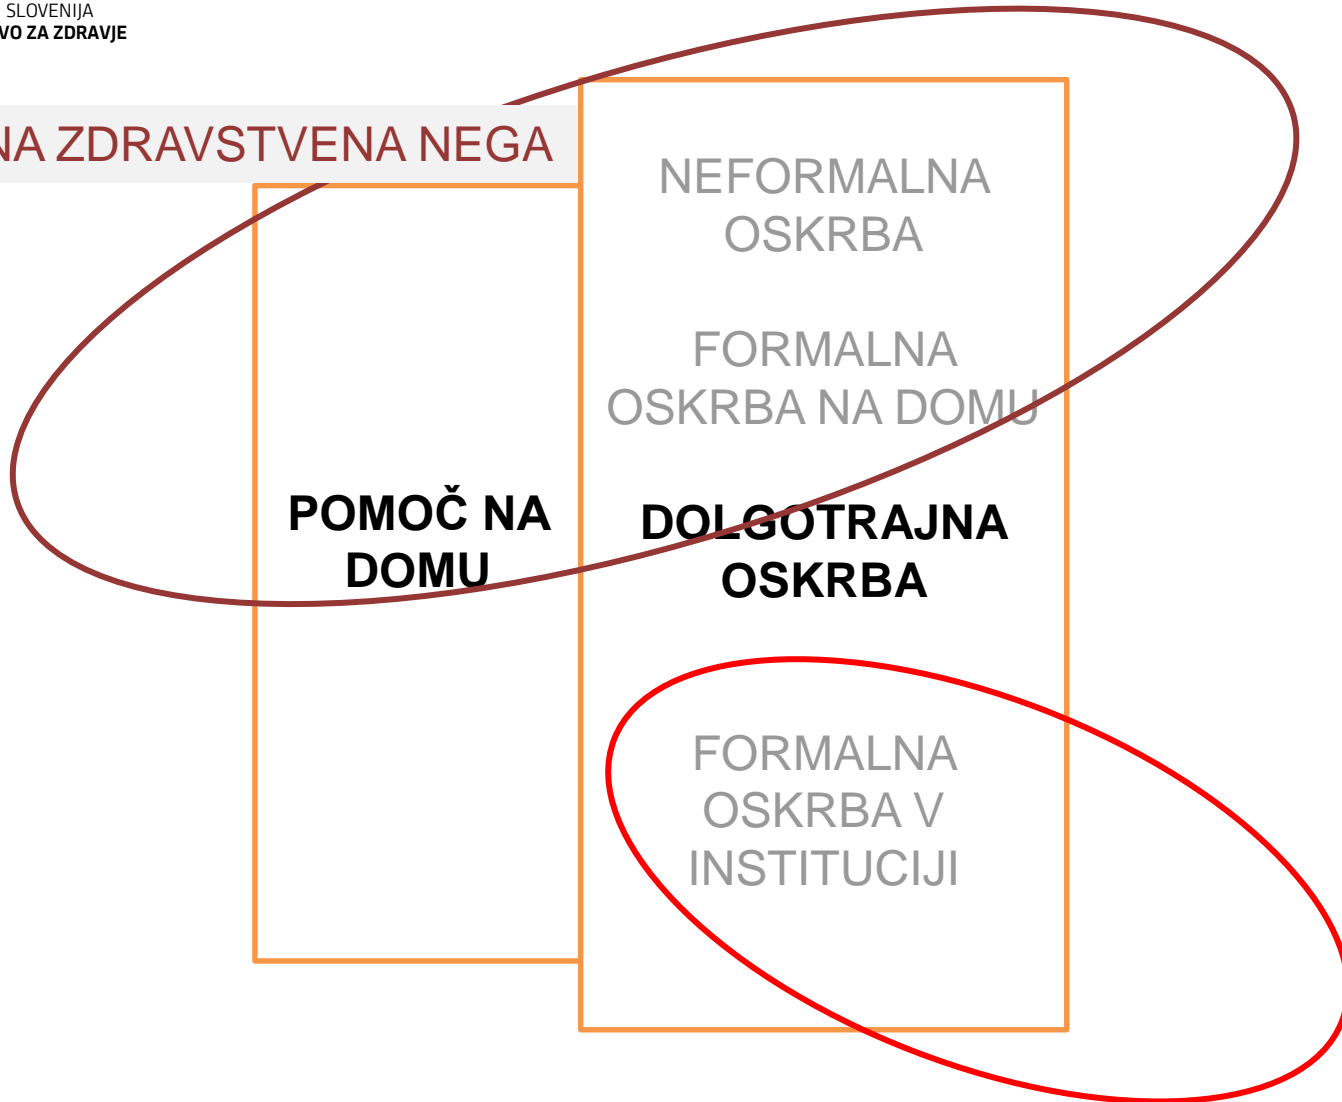 SLOVENIJA
VO ZA ZDRAVJE
NA ZDRAVSTVENA NEGA
NEFORMALNA
OSKRBA
FORMALNA
OSKRBA NA DOMU
POMOČ NA
DOMU
DOLGOTRAJNA
OSKRBA
FORMALNA
OSKRBA V
INSTITUCIJI